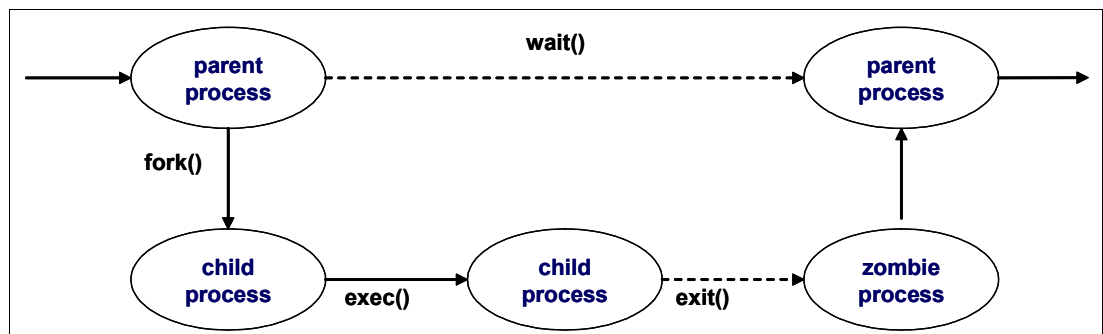 wait()
parent
process
parent
process
fork()
child
process
exec()
child
process
exit()
zombie
process